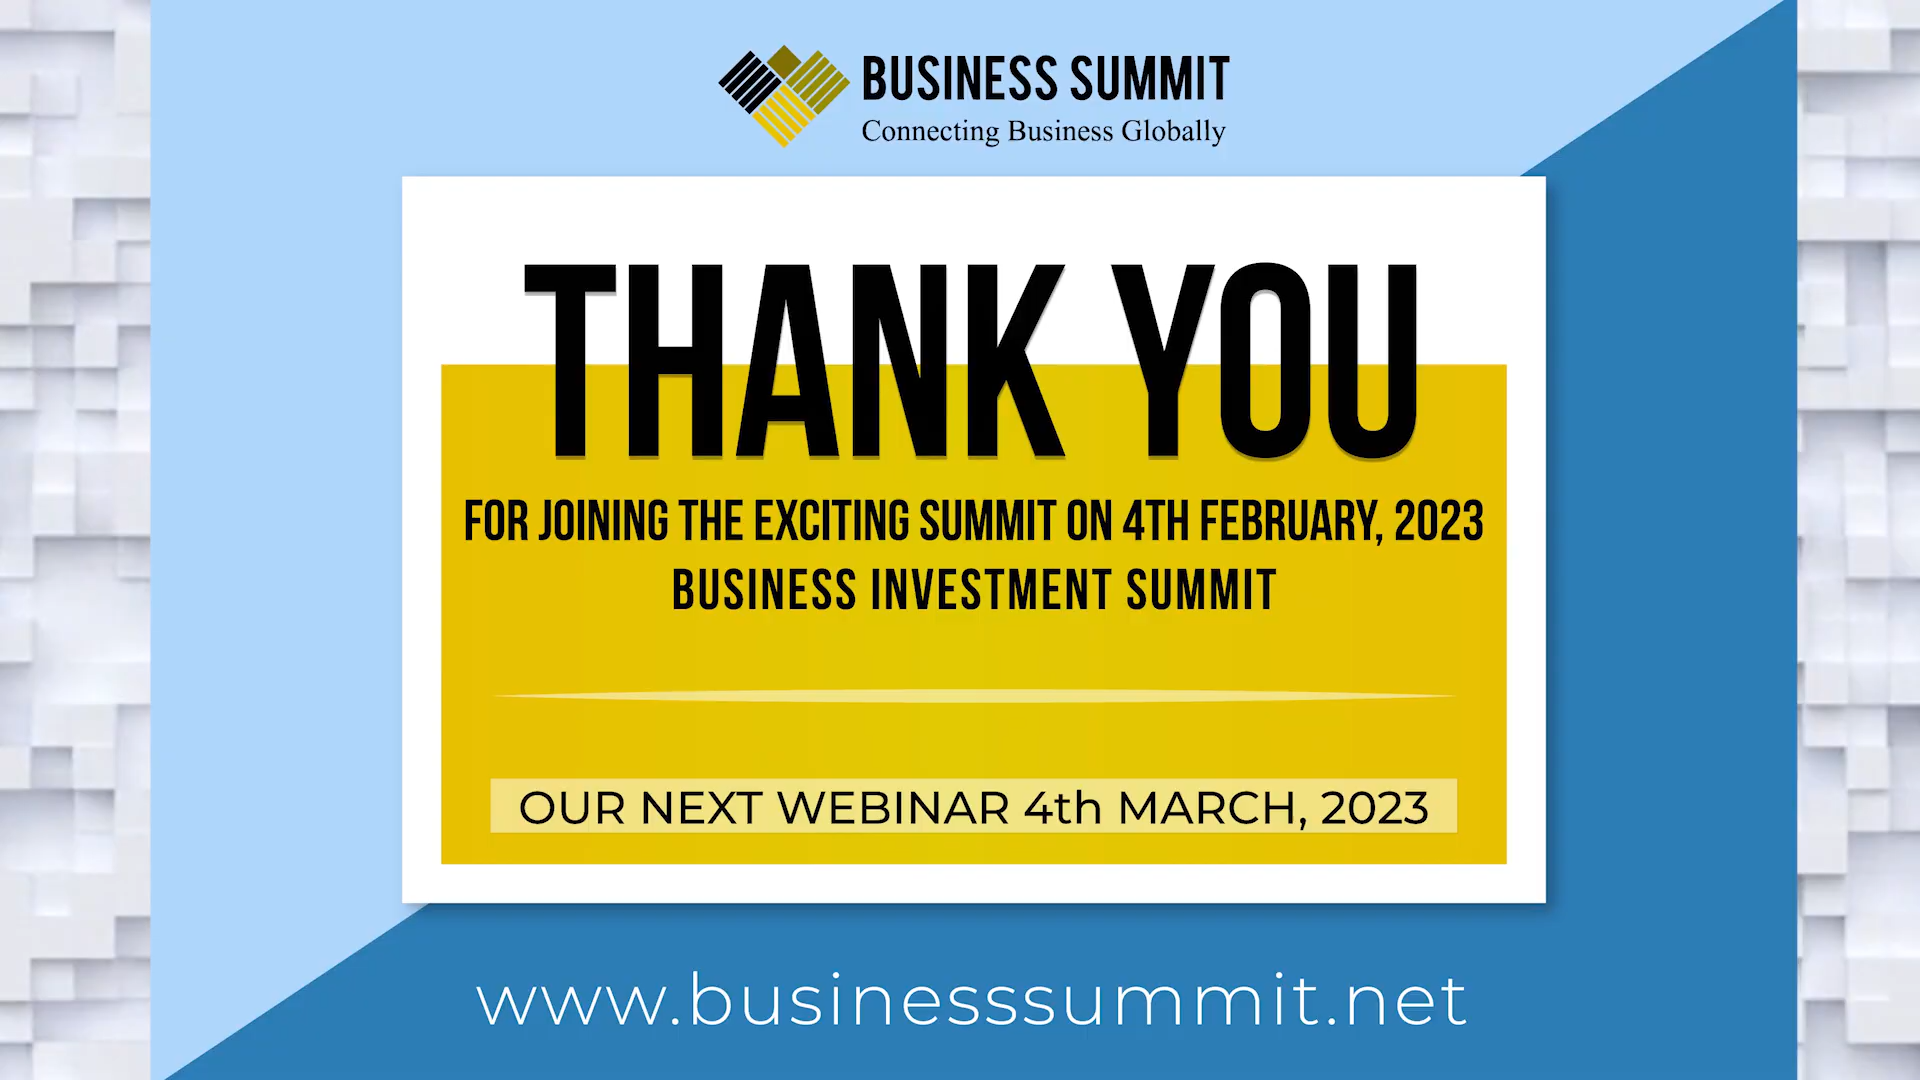 BUSINESS SUMMIT
Connecting Business Globally
THANK YOU
FOR JOINING THE EXCITING SUMMIT ON 4TH FEBRUARY, 2023
BUSINESS INVESTMENT SUMMIT
OUR NEXT WEBINAR 4th MARCH, 2023
www.businesssummit.net